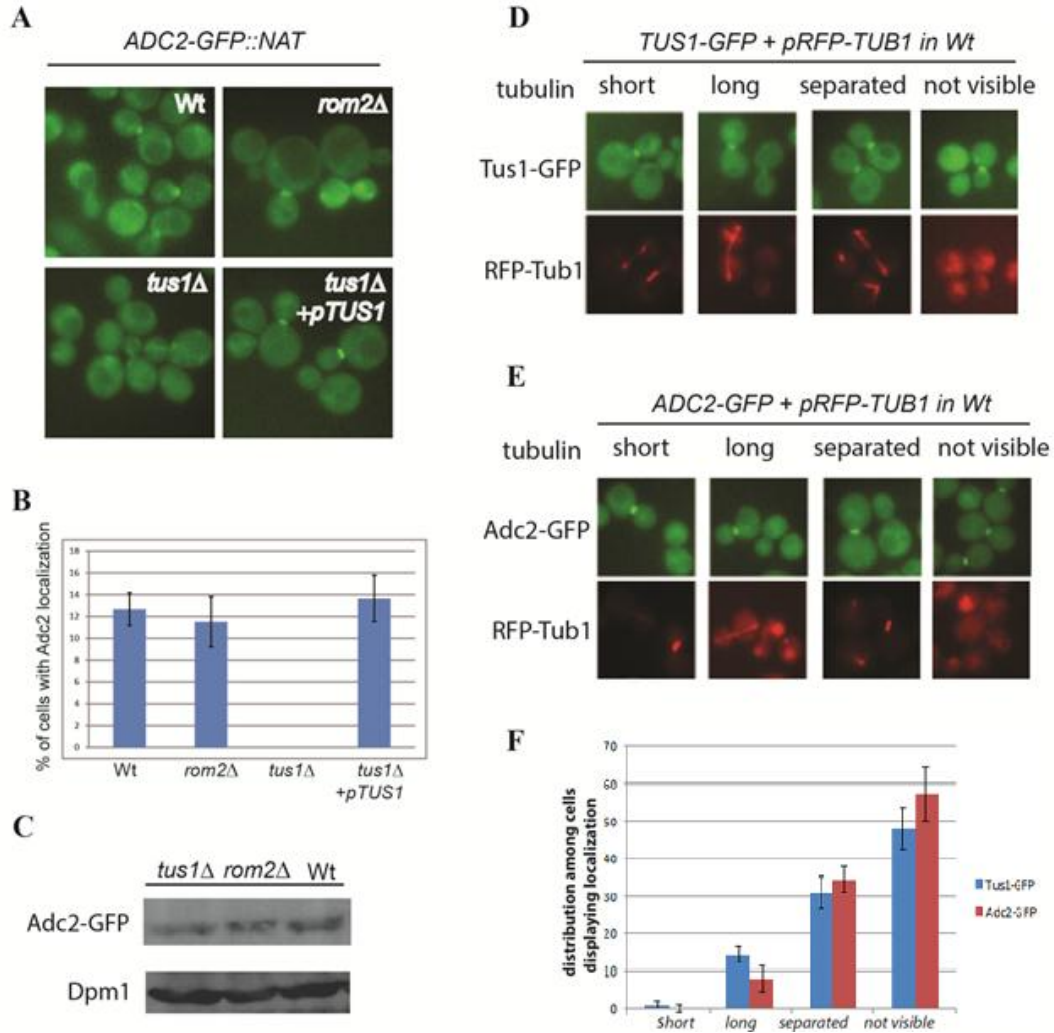 A
ADC2-GFP::NAT
Wt
rom2Δ
tus1Δ
tus1Δ
+pTUS1
B
% of cells with Adc2 localization
18
16
14
12
10
8
6
4
2
0
Wt
rom2Δ
tus1Δ
tus1Δ
+pTUS1
C
tus1Δ rom2Δ Wt
Adc2-GFP
Dpm1
D
TUS1-GFP + pRFP-TUB1 in Wt
tubulin short long separated not visible
Tus1-GFP
RFP-Tub1
E
ADC2-GFP + pRFP-TUB1 in Wt
tubulin short long separated not visible
Adc2-GFP
RFP-Tub1
F
distribution among cells
displaying localization
70
60
50
40
30
20
10
0
Short long separated not visible
Tus1-GFP
Adc2-GFP